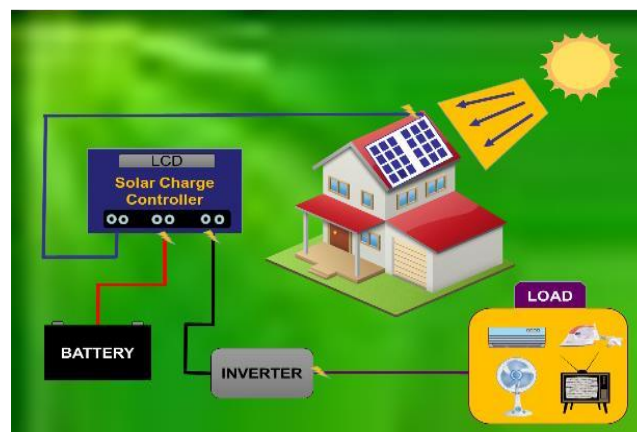 LCD
Solar Charge
Controller
LOAD
BATTERY
INVERTER